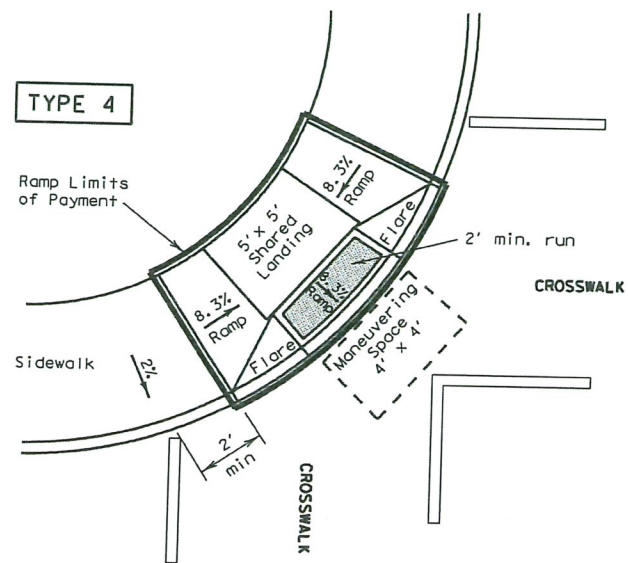 TYPE 4
Ramp Limits
of Payment
8.3%
Ramp
5' x 5'
Shared
Landing
Flare
2' min. run
CROSSWALK
8.3%
Ramp
8.3%
Ramp
Maneuvering
Space
4' x 4'
Sidewalk
2%
Flare
2'
min
CROSSWALK